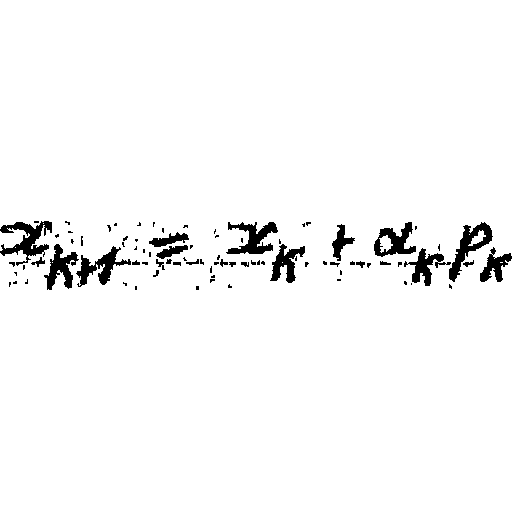 x_{k+1} = x_k + α_k p_k